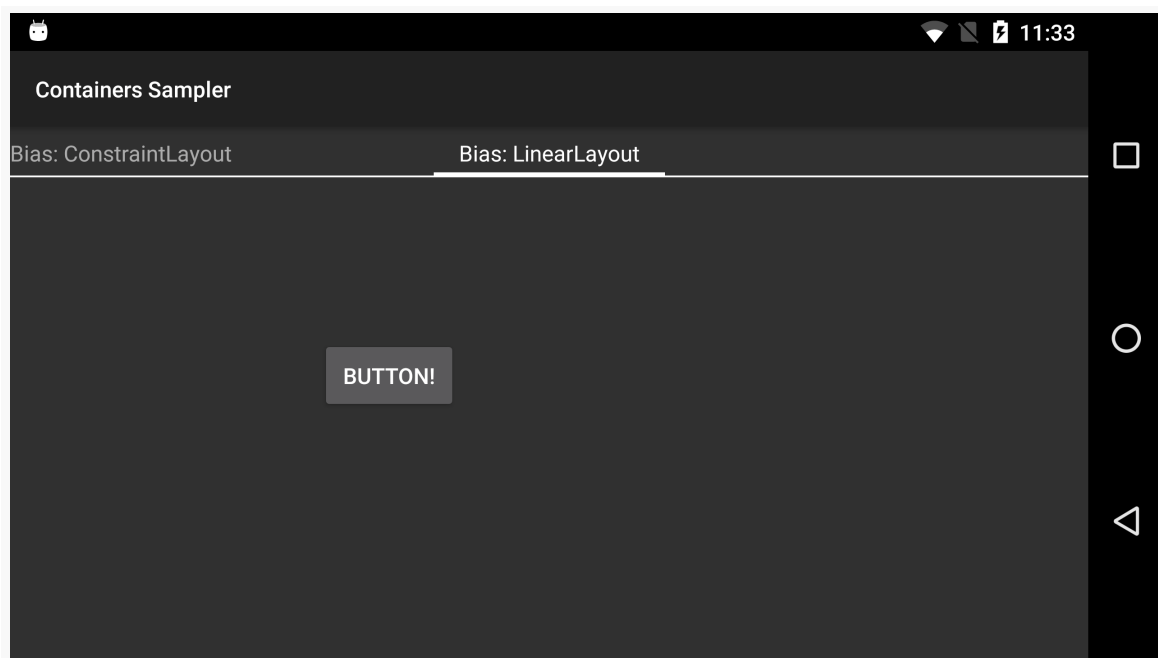 11:33
Containers Sampler
Bias: ConstraintLayout
Bias: LinearLayout
BUTTON!